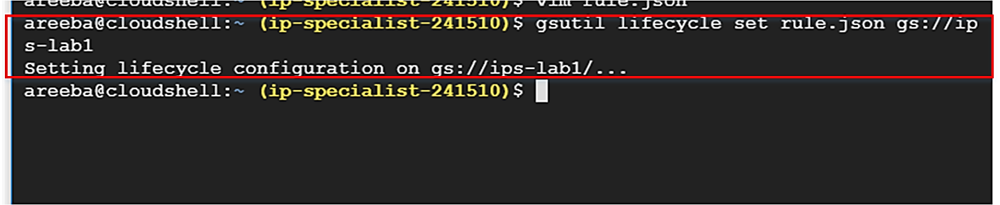 areeba@cloudshell:~ (ip-specialist-241510)$ vim rule.json
areeba@cloudshell:~ (ip-specialist-241510)$ gsutil lifecycle set rule.json gs://ip
s-lab1
Setting lifecycle configuration on gs://ips-lab1/...
areeba@cloudshell:~ (ip-specialist-241510)$